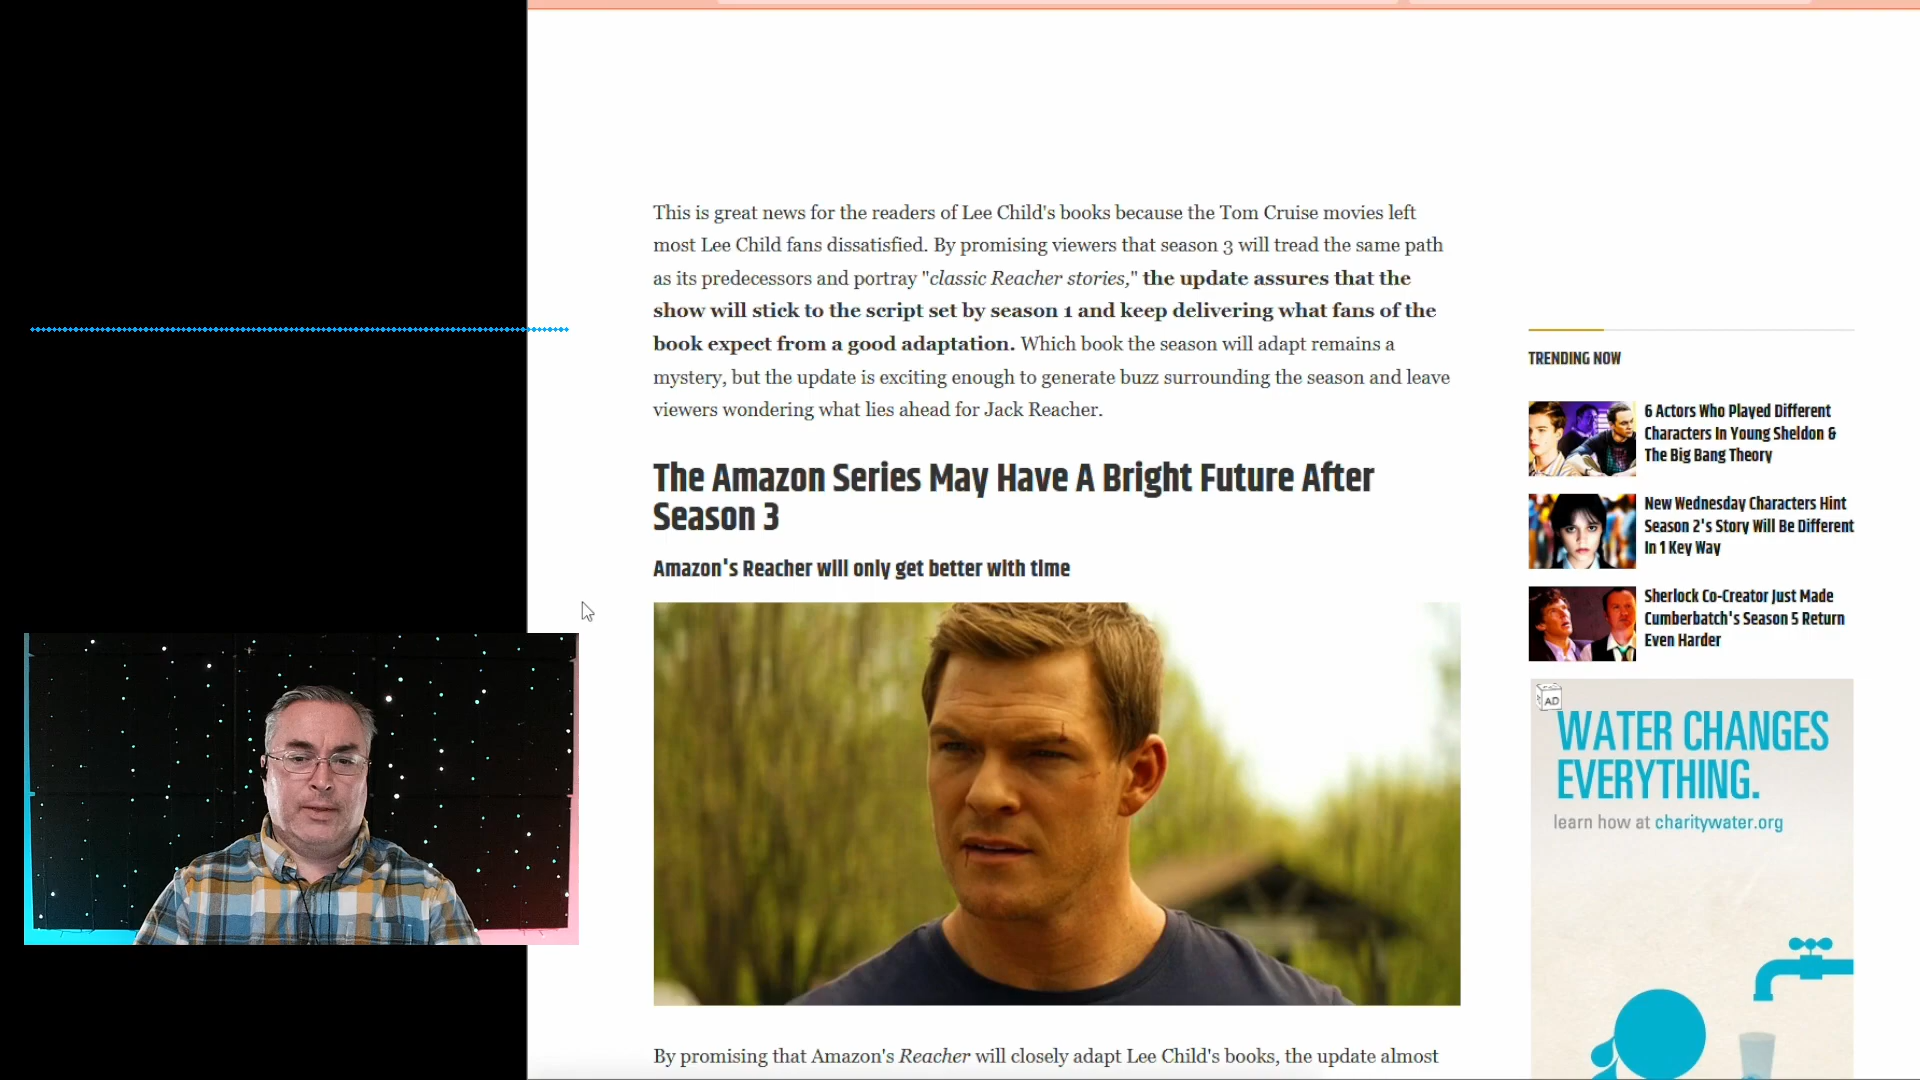 This is great news for the readers of Lee Child's books because the Tom Cruise movies left
most Lee Child fans dissatisfied. By promising viewers that season 3 will tread the same path
as its predecessors and portray "classic Reacher stories," the update assures that the
show will stick to the script set by season 1 and keep delivering what fans of the
book expect from a good adaptation. Which book the season will adapt remains a
mystery, but the update is exciting enough to generate buzz surrounding the season and leave
viewers wondering what lies ahead for Jack Reacher.
The Amazon Series May Have A Bright Future After
Season 3
Amazon's Reacher will only get better with time
By promising that Amazon's Reacher will closely adapt Lee Child's books, the update almost
TRENDING NOW
6 Actors Who Played Different
Characters In Young Sheldon &
The Big Bang Theory
New Wednesday Characters Hint
Season 2's Story Will Be Different
In 1 Key Way
Sherlock Co-Creator Just Made
Cumberbatch's Season 5 Return
Even Harder
AD
WATER CHANGES
EVERYTHING.
learn how at charitywater.org